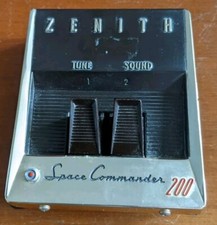 ZENITH
TUNE SOUND
1 2
Space Commander 200